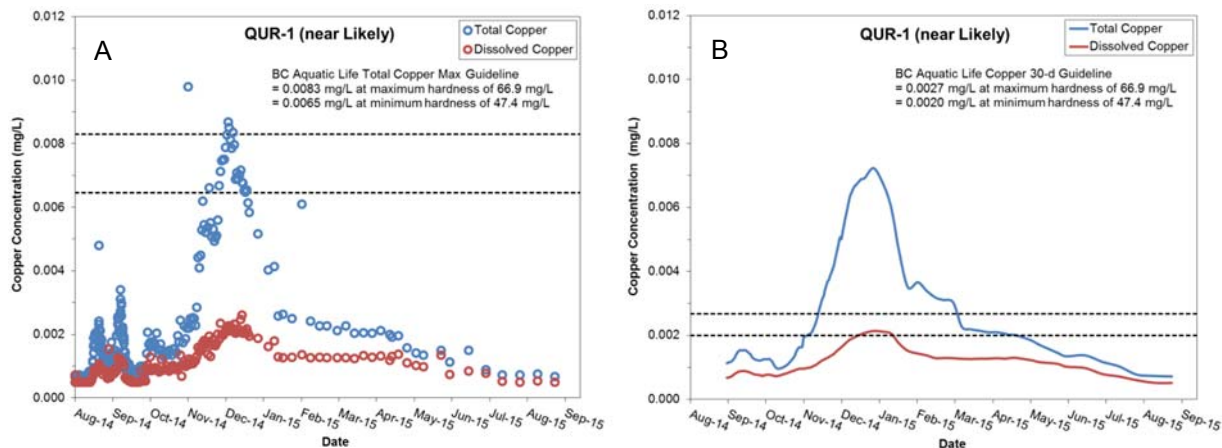 A
QUR-1 (near Likely)
Total Copper
Dissolved Copper
BC Aquatic Life Total Copper Max Guideline
= 0.0083 mg/L at maximum hardness of 66.9 mg/L
= 0.0065 mg/L at minimum hardness of 47.4 mg/L
Copper Concentration (mg/L)
0.012
0.010
0.008
0.006
0.004
0.002
0.000
Aug-14 Sep-14 Oct-14 Nov-14 Dec-14 Jan-15 Feb-15 Mar-15 Apr-15 May-15 Jun-15 Jul-15 Aug-15 Sep-15
Date
B
QUR-1 (near Likely)
Total Copper
Dissolved Copper
BC Aquatic Life Copper 30-d Guideline
= 0.0027 mg/L at maximum hardness of 66.9 mg/L
= 0.0020 mg/L at minimum hardness of 47.4 mg/L
Copper Concentration (mg/L)
0.012
0.010
0.008
0.006
0.004
0.002
0.000
Aug-14 Sep-14 Oct-14 Nov-14 Dec-14 Jan-15 Feb-15 Mar-15 Apr-15 May-15 Jun-15 Jul-15 Aug-15 Sep-15
Date